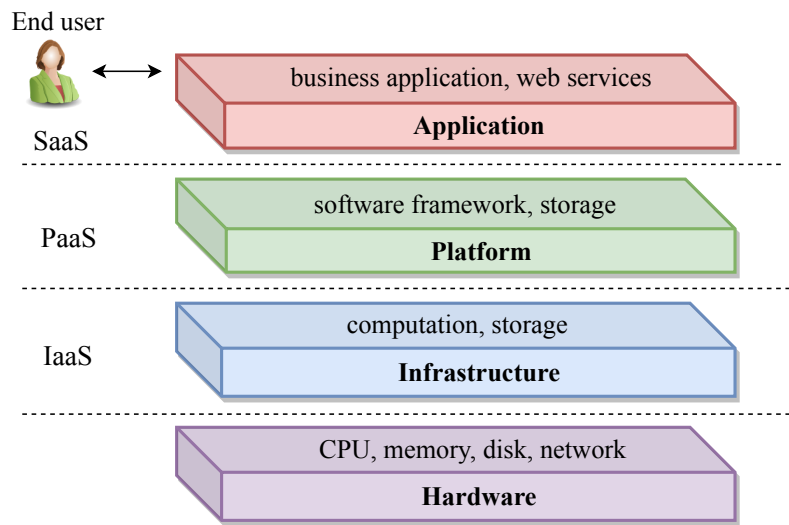 End user
business application, web services
Application
SaaS
software framework, storage
PaaS
Platform
computation, storage
IaaS
Infrastructure
CPU, memory, disk, network
Hardware